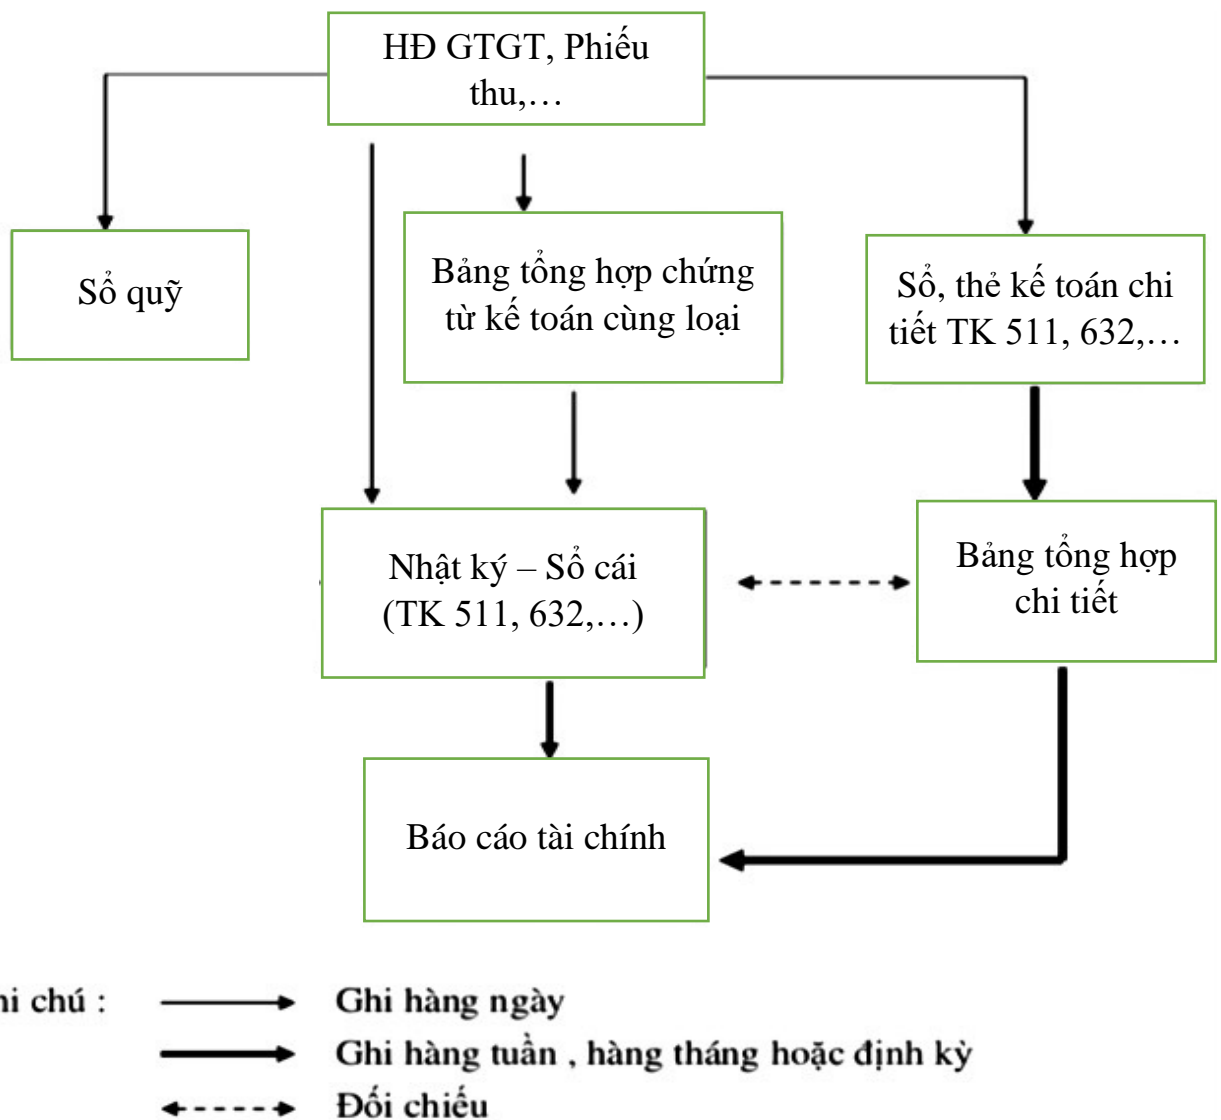 HĐ GTGT, Phiếu
thu,…
Sổ quỹ
Bảng tổng hợp chứng
từ kế toán cùng loại
Sổ, thẻ kế toán chi
tiết TK 511, 632,…
Nhật ký – Sổ cái
(TK 511, 632,…)
Bảng tổng hợp
chi tiết
Báo cáo tài chính
hi chú :
Ghi hàng ngày
Ghi hàng tuần , hàng tháng hoặc định kỳ
Đối chiếu